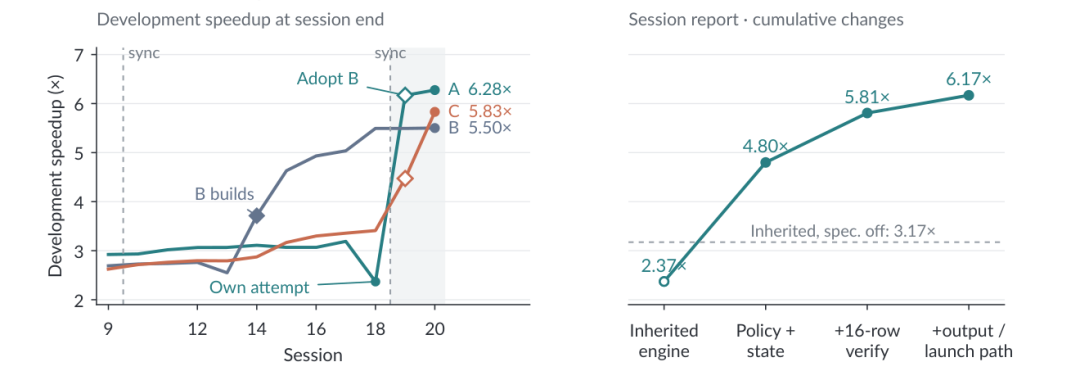 Development speedup at session end
Development speedup (×)
7
6
5
4
3
2
sync
sync
Adopt B
A 6.28×
C 5.83×
B 5.50×
B builds
Own attempt
9
12
14
16
18
20
Session
Session report · cumulative changes
6.17×
5.81×
4.80×
Inherited, spec. off: 3.17×
2.37×
Inherited
engine
Policy +
state
+16-row
verify
+output /
launch path